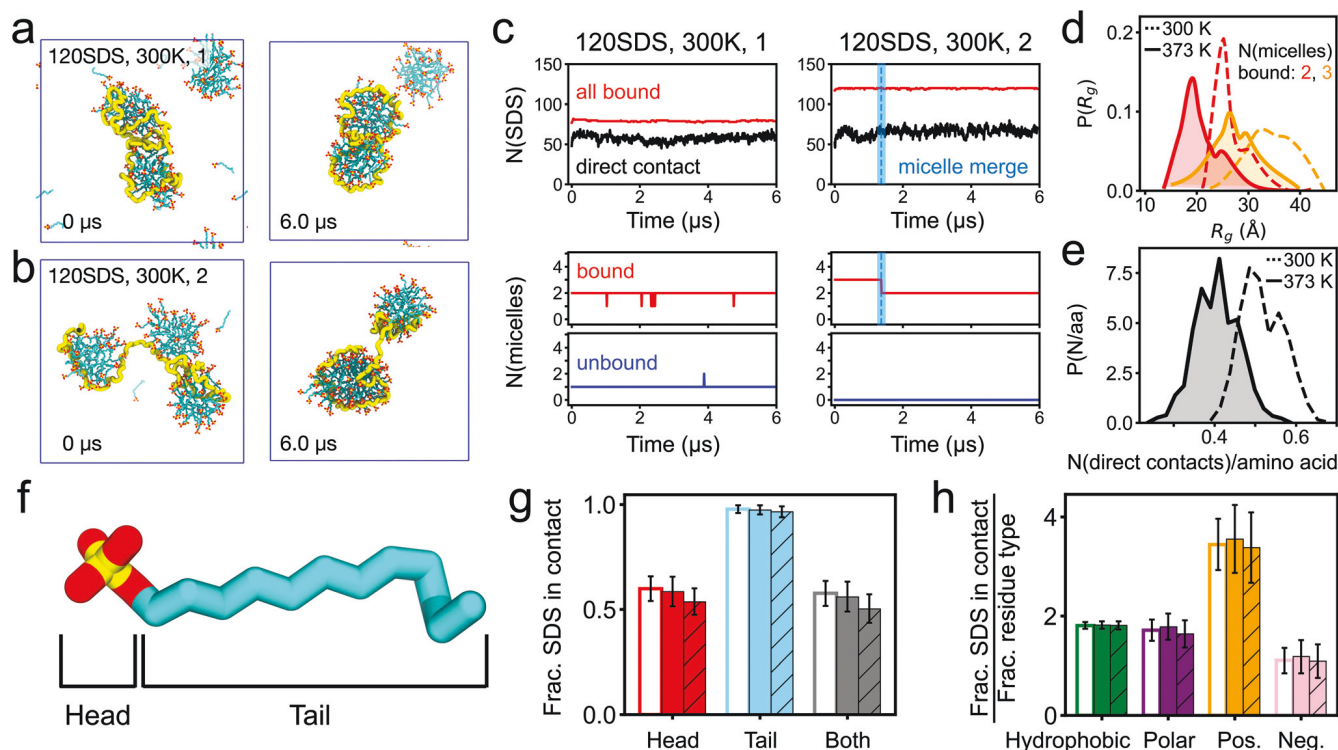 a
120SDS, 300K, 1
0 µs
6.0 µs
b
120SDS, 300K, 2
0 µs
6.0 µs
c
120SDS, 300K, 1
120SDS, 300K, 2
N(SDS)
150
100
50
0
all bound
direct contact
0 2 4 6
Time (µs)
micelle merge
0 2 4 6
Time (µs)
N(micelles)
4
3
2
1
0
bound
4
3
2
1
0
unbound
0 2 4 6
Time (µs)
0 2 4 6
Time (µs)
d
300 K
373 K
N(micelles)
bound: 2, 3
P(Rg)
0.2
0.1
0.0
10 20 30 40
Rg (Å)
e
300 K
373 K
P(N/aa)
7.5
5.0
2.5
0.0
0.4 0.6
N(direct contacts)/amino acid
f
Head
Tail
g
Frac. SDS in contact
1.0
0.5
0.0
Head Tail Both
h
Frac. SDS in contact
Frac. residue type
4
2
0
Hydrophobic Polar Pos. Neg.